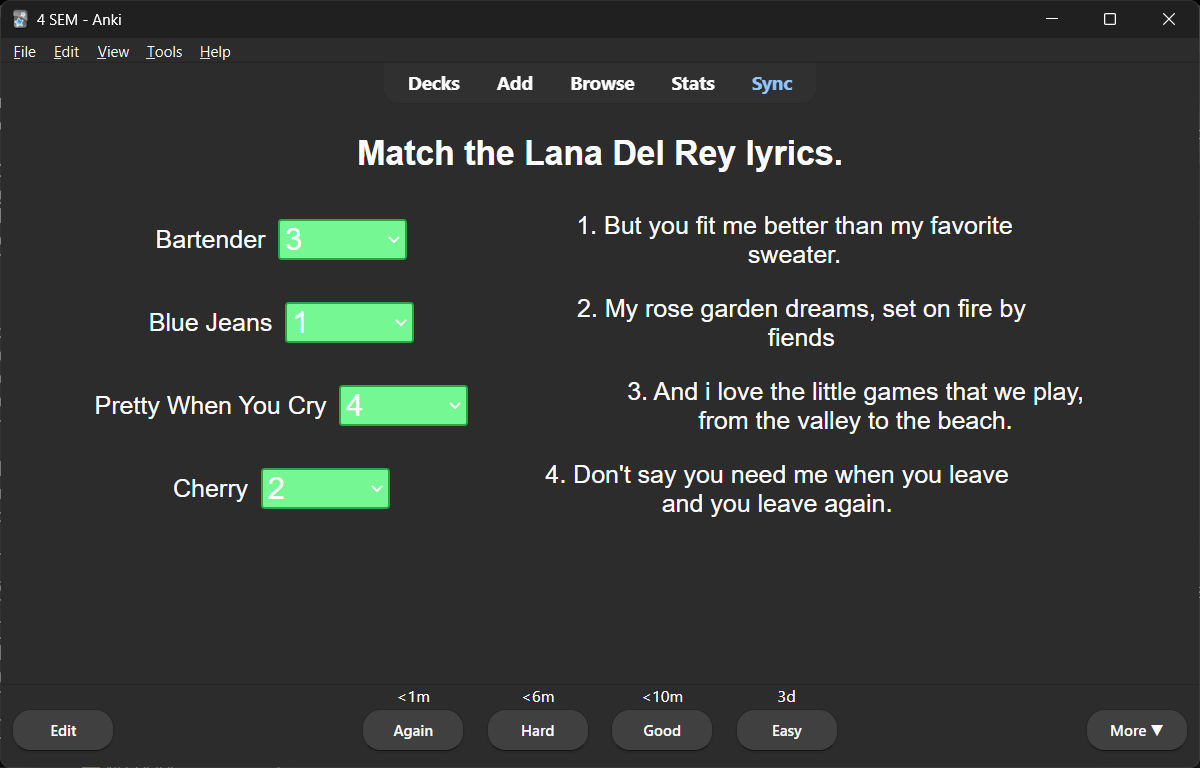 4 SEM - Anki
File Edit View Tools Help
Decks Add Browse Stats Sync
Match the Lana Del Rey lyrics.
Bartender 3
1. But you fit me better than my favorite
sweater.
Blue Jeans 1
2. My rose garden dreams, set on fire by
fiends
Pretty When You Cry 4
3. And i love the little games that we play,
from the valley to the beach.
Cherry 2
4. Don't say you need me when you leave
and you leave again.
<1m <6m <10m 3d
Edit Again Hard Good Easy More ▼